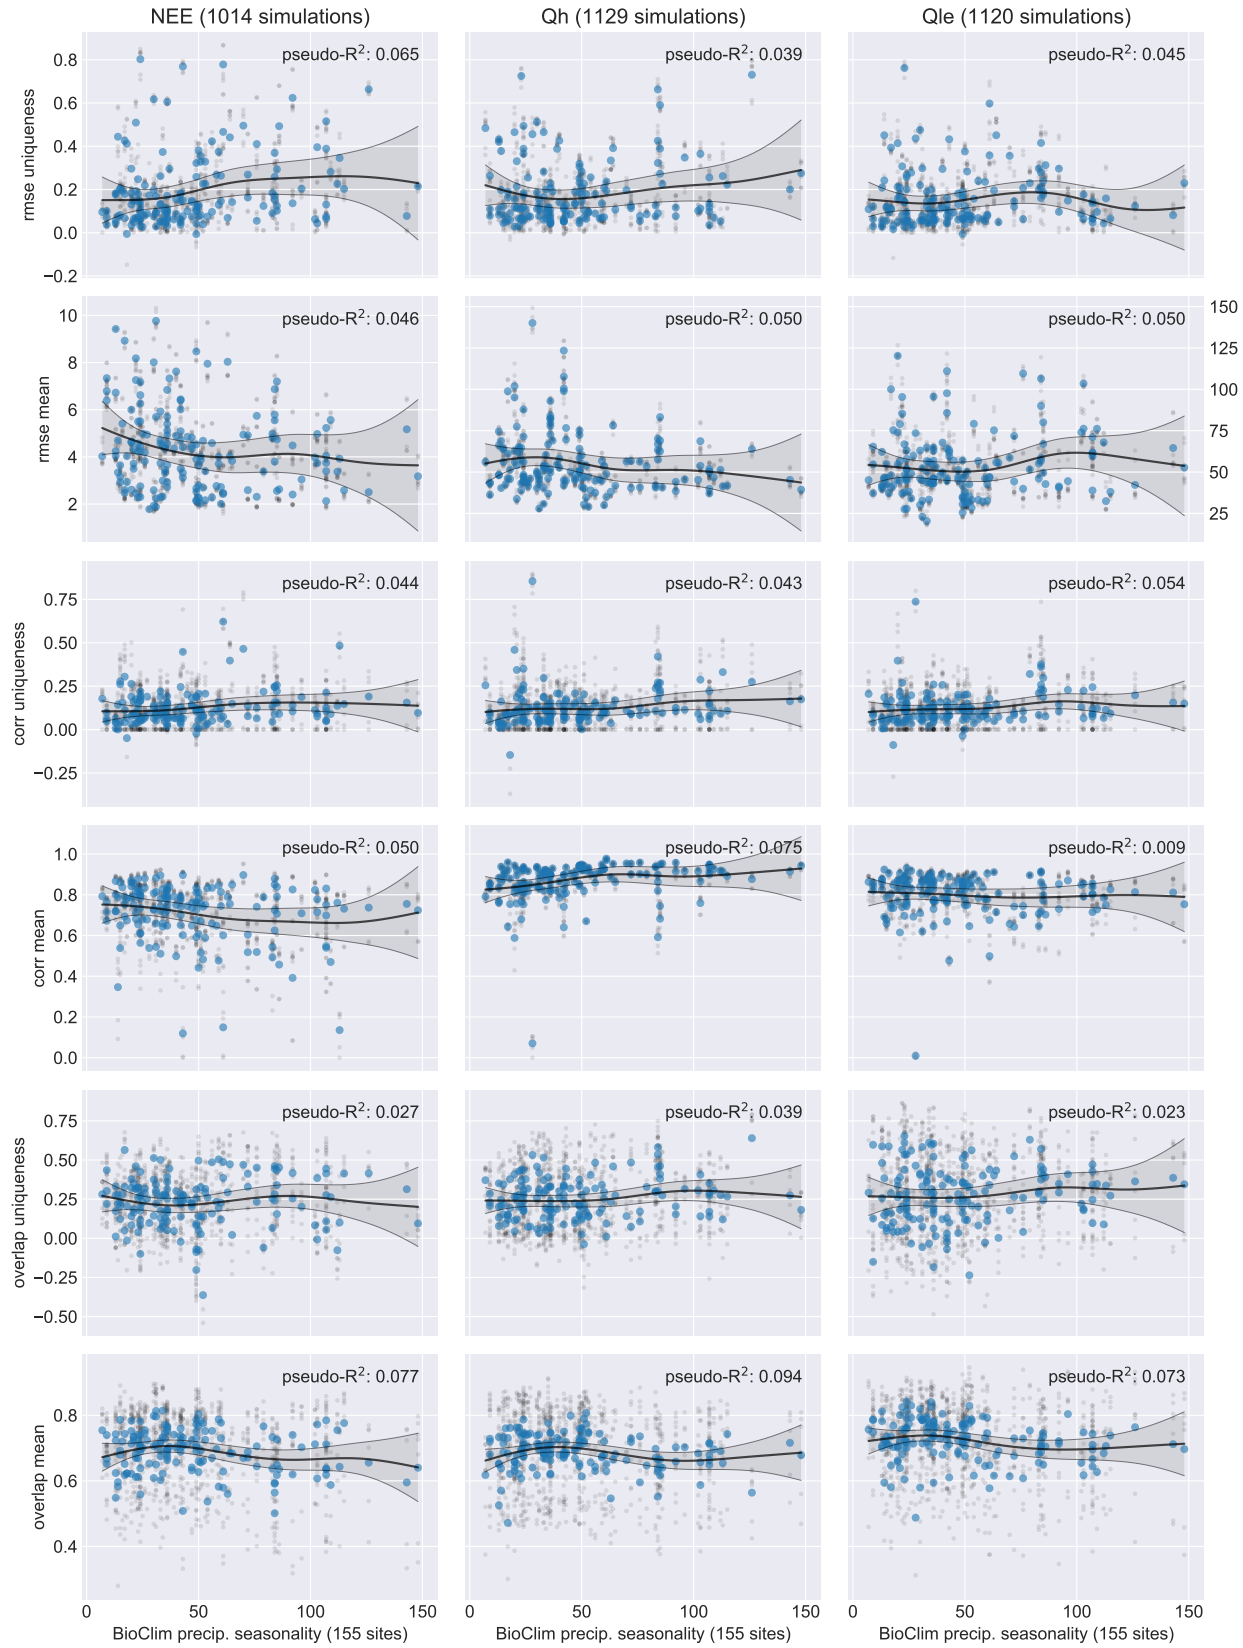 NEE (1014 simulations) Qh (1129 simulations) Qle (1120 simulations)
rmse uniqueness
0.8
0.6
0.4
0.2
0.0
−0.2
pseudo-R²: 0.065
pseudo-R²: 0.039
pseudo-R²: 0.045
rmse mean
10
8
6
4
2
pseudo-R²: 0.046
pseudo-R²: 0.050
pseudo-R²: 0.050
150
125
100
75
50
25
corr uniqueness
0.75
0.50
0.25
0.00
−0.25
pseudo-R²: 0.044
pseudo-R²: 0.043
pseudo-R²: 0.054
corr mean
1.0
0.8
0.6
0.4
0.2
0.0
pseudo-R²: 0.050
pseudo-R²: 0.075
pseudo-R²: 0.009
overlap uniqueness
0.75
0.50
0.25
0.00
−0.25
−0.50
pseudo-R²: 0.027
pseudo-R²: 0.039
pseudo-R²: 0.023
overlap mean
0.8
0.6
0.4
pseudo-R²: 0.077
pseudo-R²: 0.094
pseudo-R²: 0.073
0 50 100 150 0 50 100 150 0 50 100 150
BioClim precip. seasonality (155 sites) BioClim precip. seasonality (155 sites) BioClim precip. seasonality (155 sites)